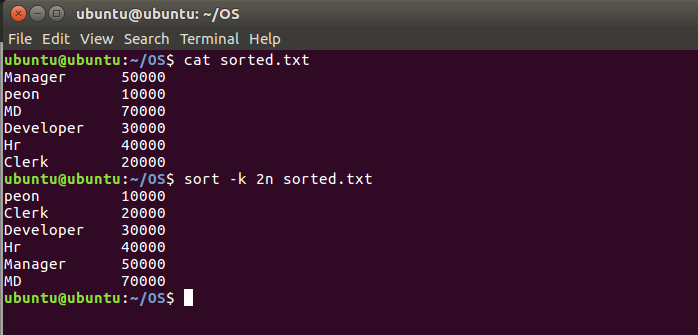 ubuntu@ubuntu: ~/OS
File Edit View Search Terminal Help
ubuntu@ubuntu:~/OS$ cat sorted.txt
Manager 50000
peon 10000
MD 70000
Developer 30000
Hr 40000
Clerk 20000
ubuntu@ubuntu:~/OS$ sort -k 2n sorted.txt
peon 10000
Clerk 20000
Developer 30000
Hr 40000
Manager 50000
MD 70000
ubuntu@ubuntu:~/OS$